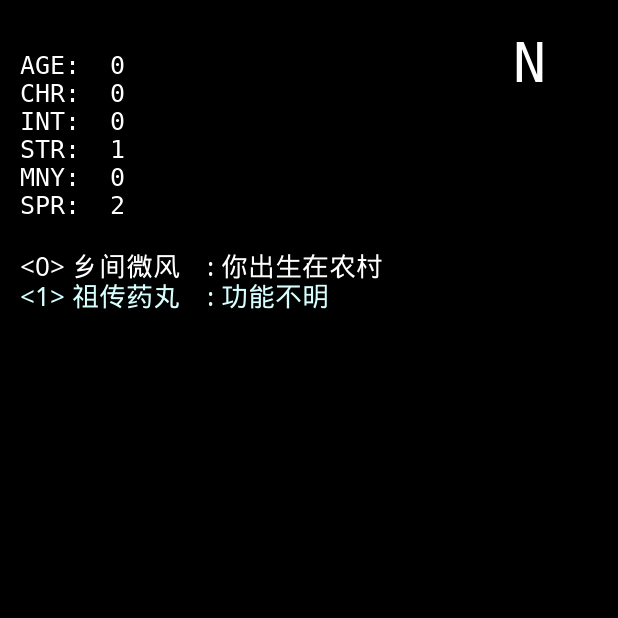 N
AGE: 0
CHR: 0
INT: 0
STR: 1
MNY: 0
SPR: 2
<0> 乡间微风 : 你出生在农村
<1> 祖传药丸 : 功能不明